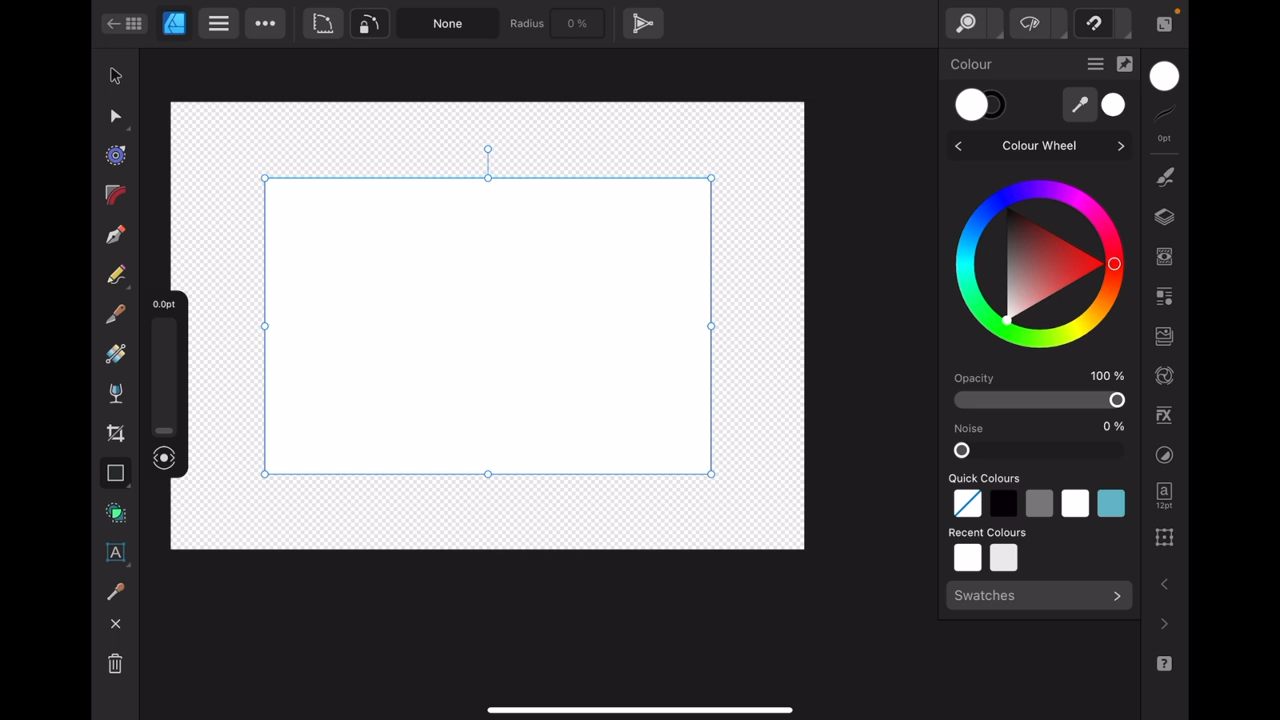 None
Radius
0 %
Colour
Colour Wheel
0pt
0.0pt
Opacity
100 %
Noise
0 %
Quick Colours
Recent Colours
Swatches
a
12pt
A
FX
?